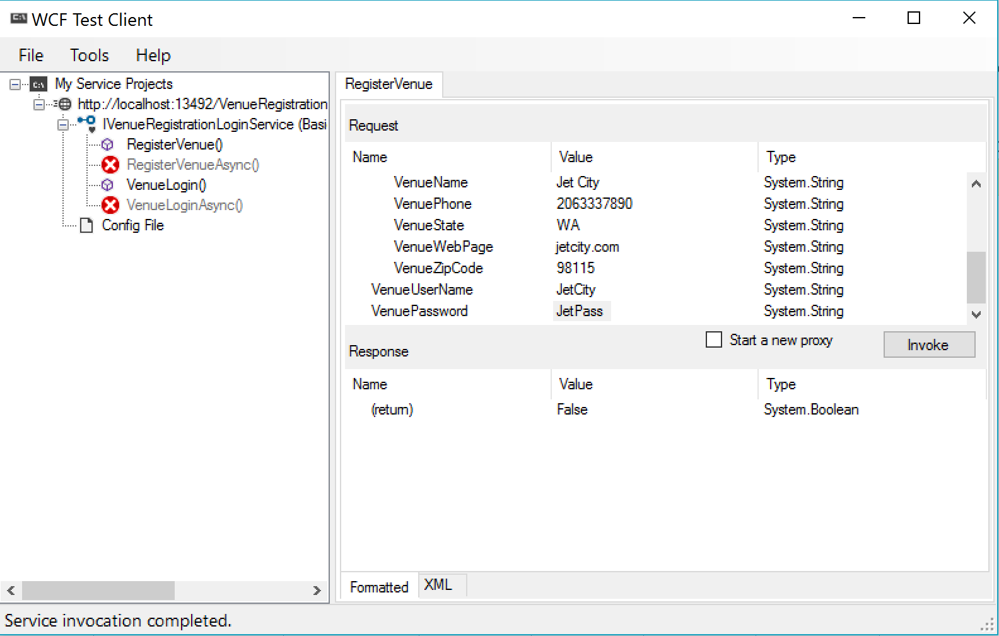 WCF Test Client
File Tools Help
My Service Projects
http://localhost:13492/VenueRegistration
IVenueRegistrationLoginService (Basi
RegisterVenue()
RegisterVenueAsync()
VenueLogin()
VenueLoginAsync()
Config File
RegisterVenue
Request
Name Value Type
VenueName Jet City System.String
VenuePhone 2063337890 System.String
VenueState WA System.String
VenueWebPage jetcity.com System.String
VenueZipCode 98115 System.String
VenueUserName JetCity System.String
VenuePassword JetPass System.String
Response
Start a new proxy
Invoke
Name Value Type
(return) False System.Boolean
Formatted XML
Service invocation completed.